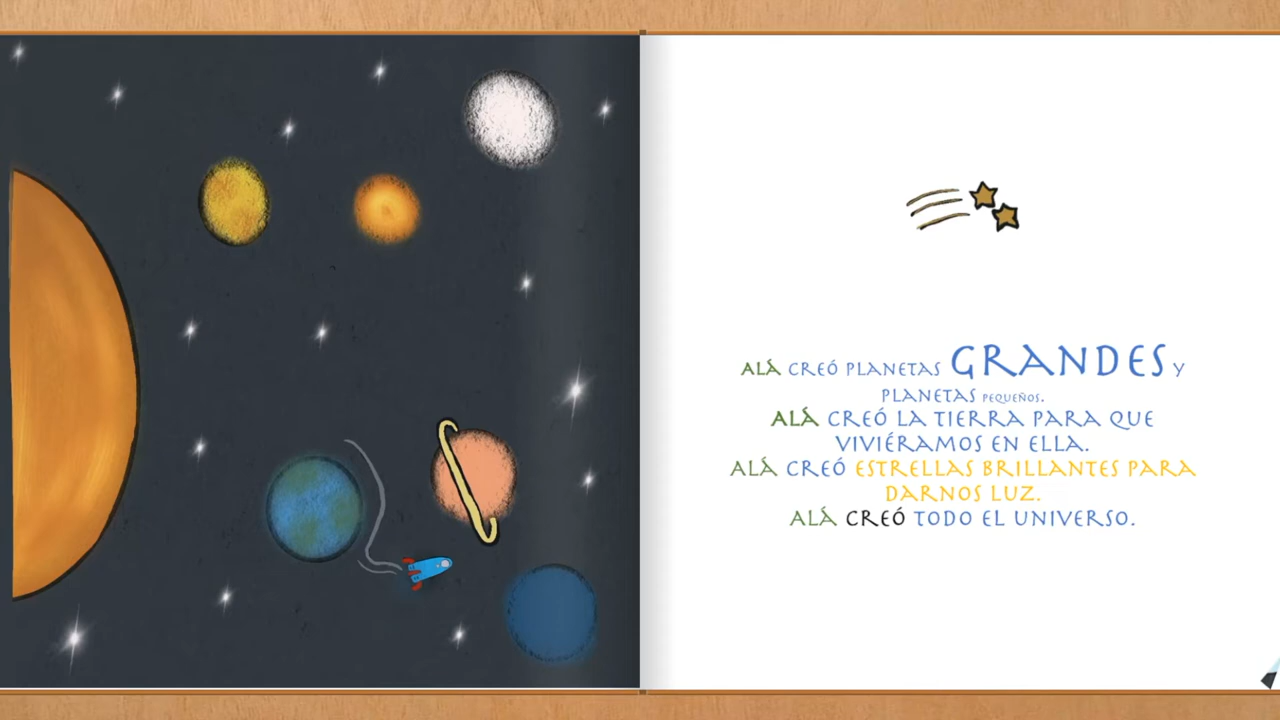 ALÁ CREÓ PLANETAS GRANDES Y
PLANETAS PEQUEÑOS.
ALÁ CREÓ LA TIERRA PARA QUE
VIVIÉRAMOS EN ELLA.
ALÁ CREÓ ESTRELLAS BRILLANTES PARA
DARNOS LUZ.
ALÁ CREÓ TODO EL UNIVERSO.